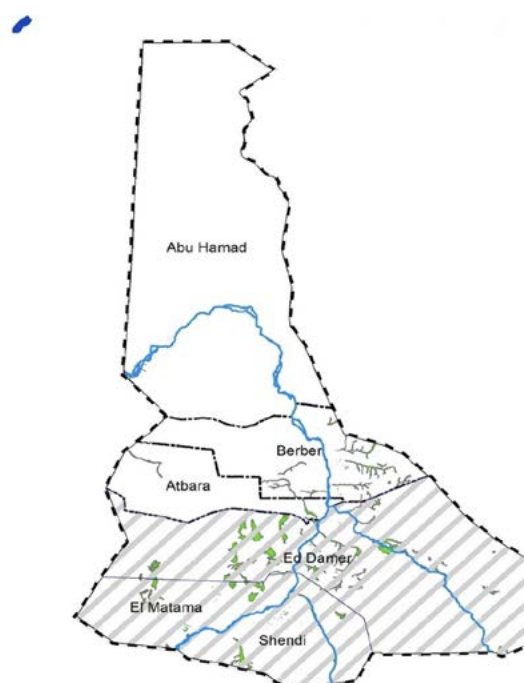 Abu Hamad
Berber
Atbara
Ed Damer
El Matama
Shendi